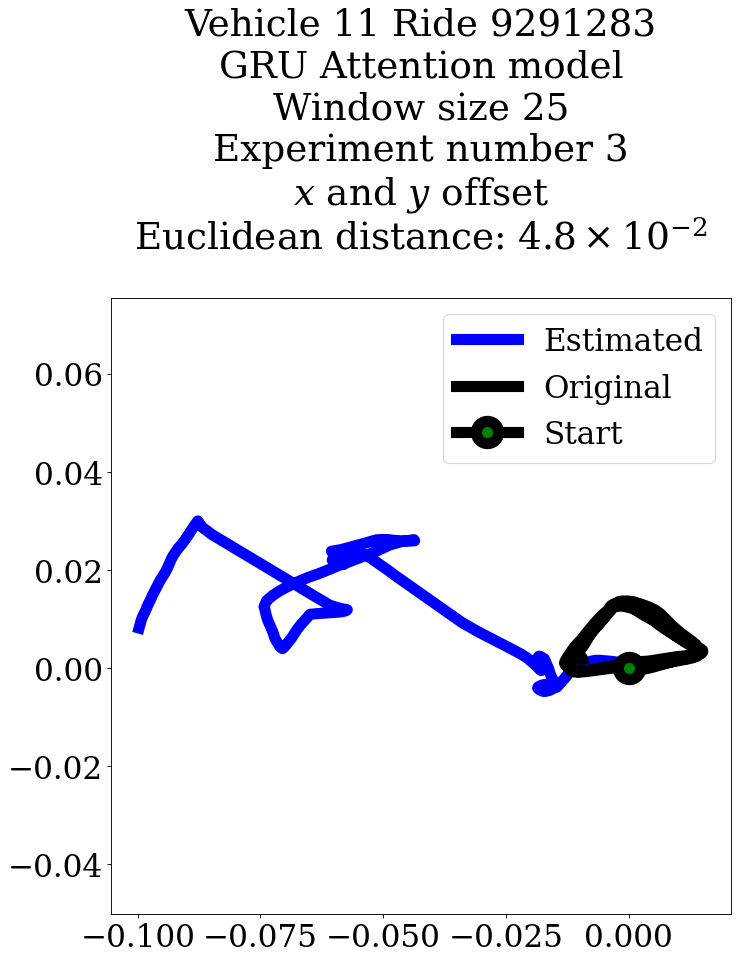 Vehicle 11 Ride 9291283
GRU Attention model
Window size 25
Experiment number 3
x and y offset
Euclidean distance: 4.8 × 10⁻²
Estimated
Original
Start
0.06
0.04
0.02
0.00
−0.02
−0.04
−0.100 −0.075 −0.050 −0.025 0.000